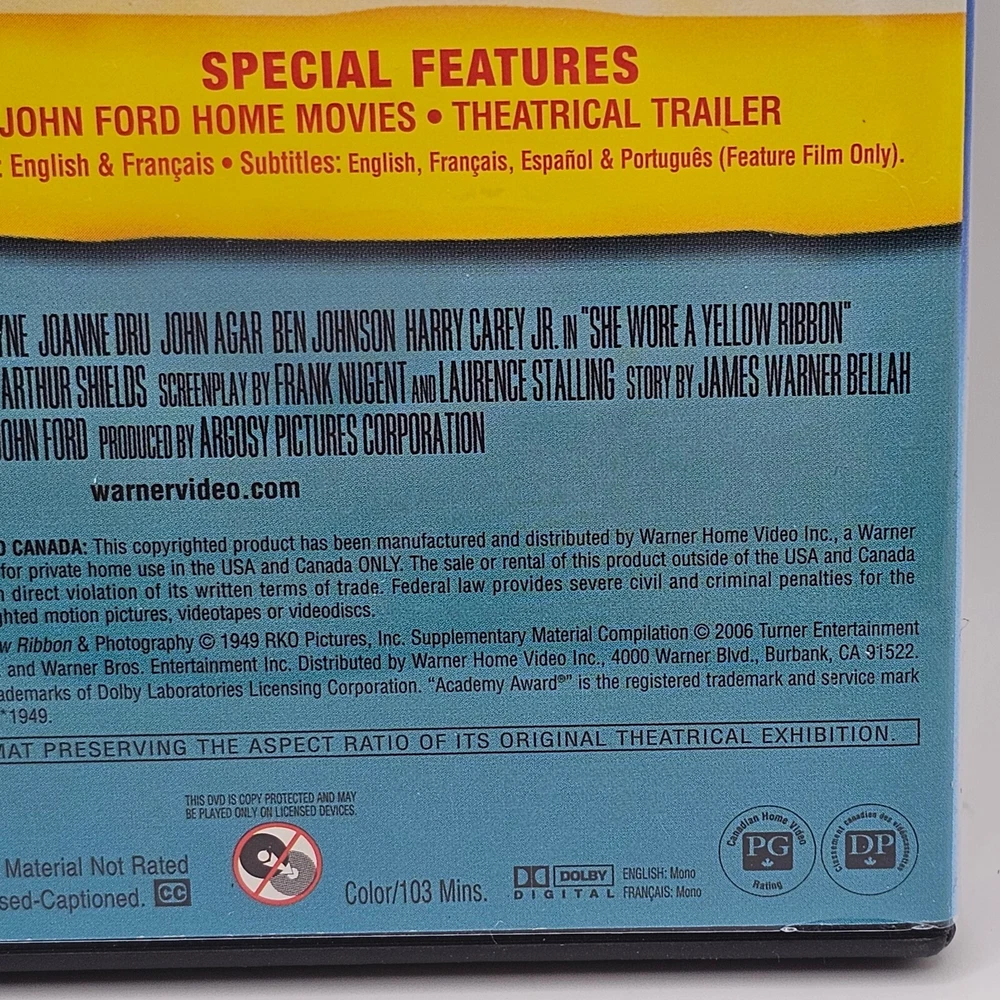 SPECIAL FEATURES
JOHN FORD HOME MOVIES • THEATRICAL TRAILER
: English & Français • Subtitles: English, Français, Español & Português (Feature Film Only).
YNE JOANNE DRU JOHN AGAR BEN JOHNSON HARRY CAREY JR. IN "SHE WORE A YELLOW RIBBON"
ARTHUR SHIELDS SCREENPLAY BY FRANK NUGENT AND LAURENCE STALLING STORY BY JAMES WARNER BELLAH
OHN FORD PRODUCED BY ARGOSY PICTURES CORPORATION
warnervideo.com
D CANADA: This copyrighted product has been manufactured and distributed by Warner Home Video Inc., a Warner
for private home use in the USA and Canada ONLY. The sale or rental of this product outside of the USA and Canada
n direct violation of its written terms of trade. Federal law provides severe civil and criminal penalties for the
ghted motion pictures, videotapes or videodiscs.
w Ribbon & Photography © 1949 RKO Pictures, Inc. Supplementary Material Compilation © 2006 Turner Entertainment
. and Warner Bros. Entertainment Inc. Distributed by Warner Home Video Inc., 4000 Warner Blvd., Burbank, CA 91522.
ademarks of Dolby Laboratories Licensing Corporation. “Academy Award®” is the registered trademark and service mark
*1949.
MAT PRESERVING THE ASPECT RATIO OF ITS ORIGINAL THEATRICAL EXHIBITION.
THIS DVD IS COPY PROTECTED AND MAY
BE PLAYED ONLY ON LICENSED DEVICES.
Material Not Rated
sed-Captioned. CC
Color/103 Mins.
DOLBY
DIGITAL
ENGLISH: Mono
FRANÇAIS: Mono
Canadian Home Video
PG
Rating
Classement canadien des vidéocassettes
DP